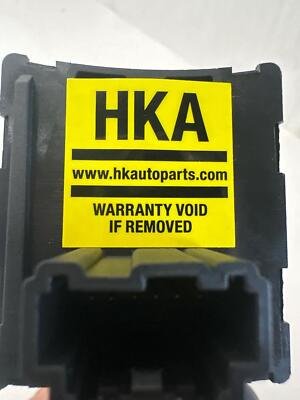 HKA
www.hkautoparts.com
WARRANTY VOID
IF REMOVED